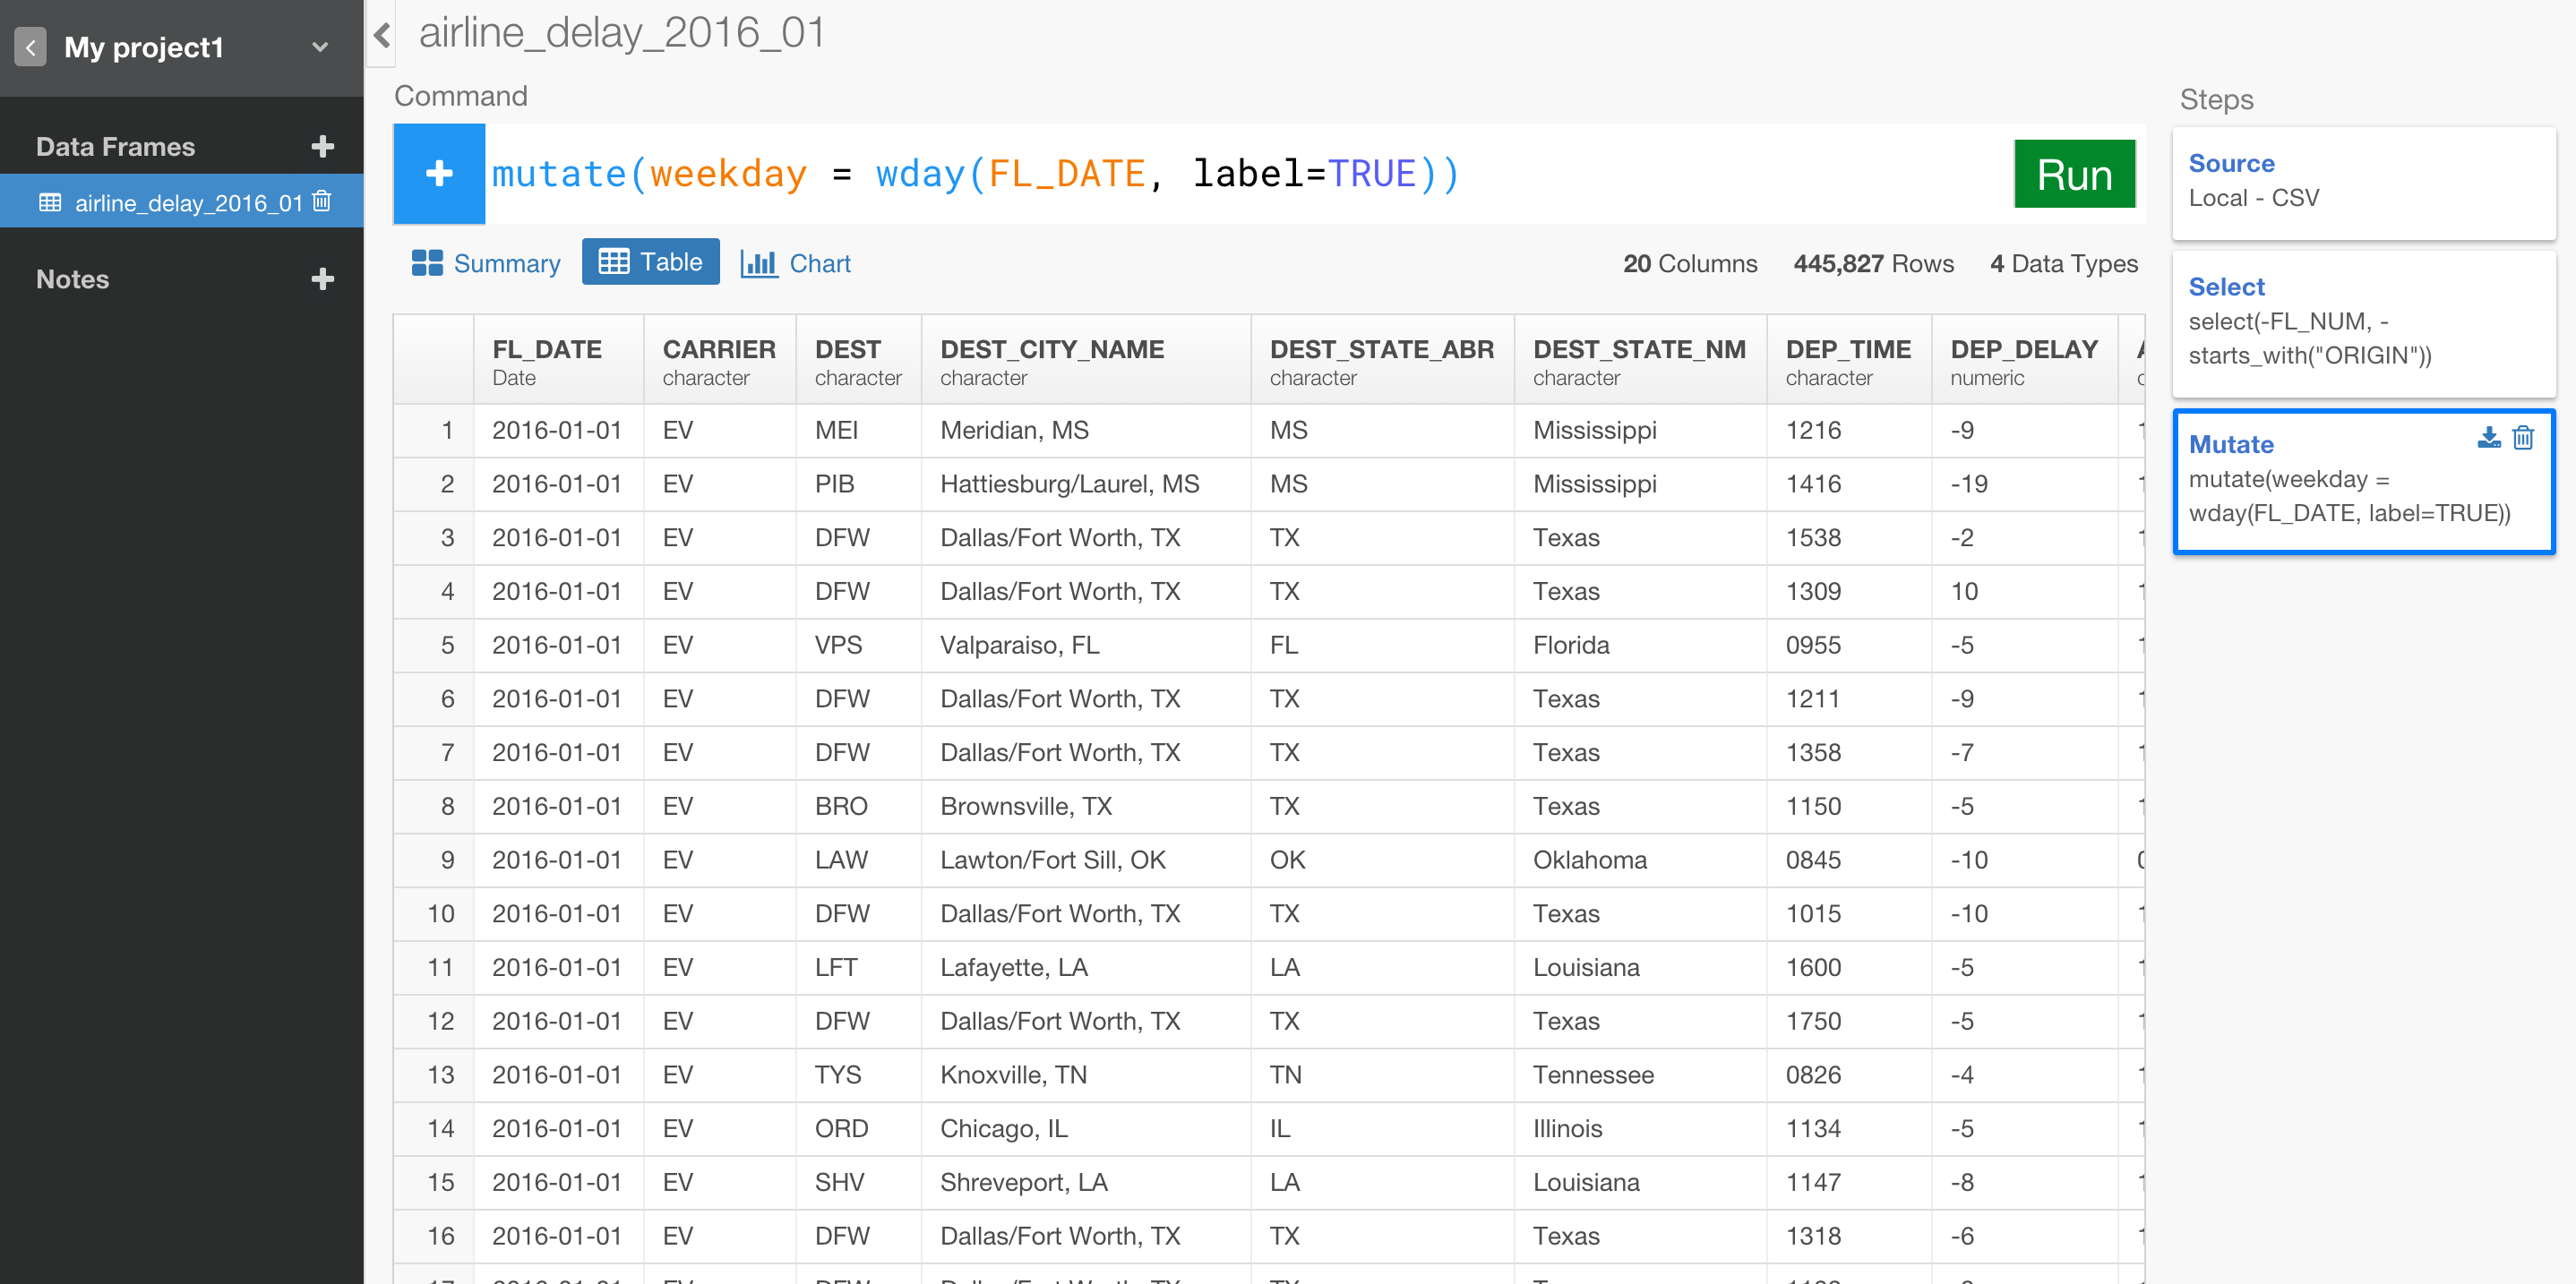 My project1
Data Frames
airline_delay_2016_01
Notes
airline_delay_2016_01
Command
mutate(weekday = wday(FL_DATE, label=TRUE))
Run
Summary Table Chart 20 Columns 445,827 Rows 4 Data Types
FL_DATE CARRIER DEST DEST_CITY_NAME DEST_STATE_ABR DEST_STATE_NM DEP_TIME DEP_DELAY
Date character character character character character character numeric
1 2016-01-01 EV MEI Meridian, MS MS Mississippi 1216 -9
2 2016-01-01 EV PIB Hattiesburg/Laurel, MS MS Mississippi 1416 -19
3 2016-01-01 EV DFW Dallas/Fort Worth, TX TX Texas 1538 -2
4 2016-01-01 EV DFW Dallas/Fort Worth, TX TX Texas 1309 10
5 2016-01-01 EV VPS Valparaiso, FL FL Florida 0955 -5
6 2016-01-01 EV DFW Dallas/Fort Worth, TX TX Texas 1211 -9
7 2016-01-01 EV DFW Dallas/Fort Worth, TX TX Texas 1358 -7
8 2016-01-01 EV BRO Brownsville, TX TX Texas 1150 -5
9 2016-01-01 EV LAW Lawton/Fort Sill, OK OK Oklahoma 0845 -10
10 2016-01-01 EV DFW Dallas/Fort Worth, TX TX Texas 1015 -10
11 2016-01-01 EV LFT Lafayette, LA LA Louisiana 1600 -5
12 2016-01-01 EV DFW Dallas/Fort Worth, TX TX Texas 1750 -5
13 2016-01-01 EV TYS Knoxville, TN TN Tennessee 0826 -4
14 2016-01-01 EV ORD Chicago, IL IL Illinois 1134 -5
15 2016-01-01 EV SHV Shreveport, LA LA Louisiana 1147 -8
16 2016-01-01 EV DFW Dallas/Fort Worth, TX TX Texas 1318 -6
Steps
Source
Local - CSV
Select
select(-FL_NUM, -
starts_with("ORIGIN"))
Mutate
mutate(weekday =
wday(FL_DATE, label=TRUE))